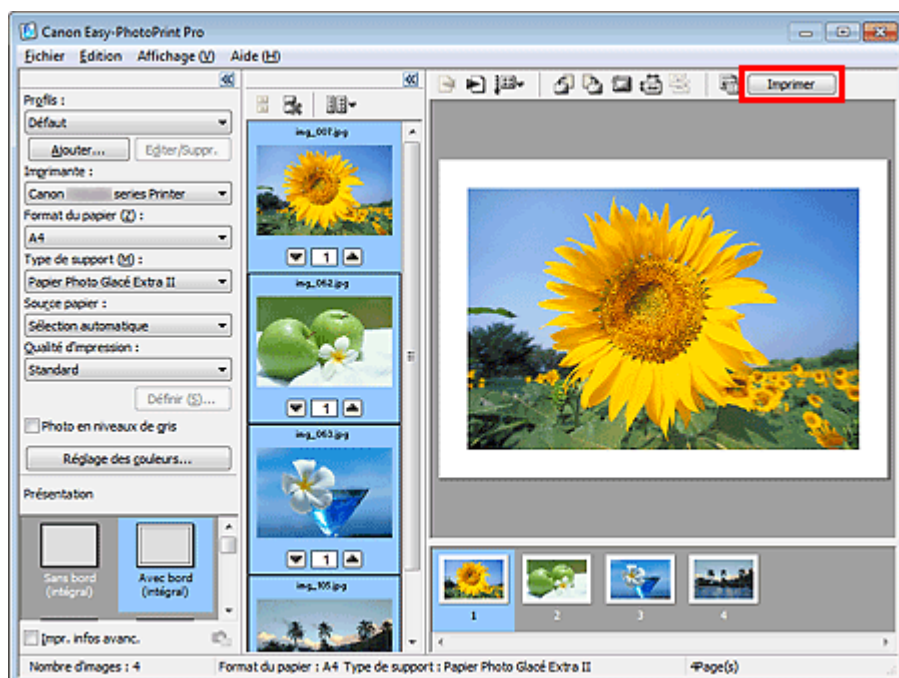 Canon Easy-PhotoPrint Pro
Fichier Édition Affichage (V) Aide (H)
Imprimer
Profils :
Défaut
Ajouter... Editer/Suppr.
Imprimante :
Canon series Printer
Format du papier (Z) :
A4
Type de support (M) :
Papier Photo Glacé Extra II
Source papier :
Sélection automatique
Qualité d'impression :
Standard
Définir (S)...
Photo en niveaux de gris
Réglage des couleurs...
Présentation
Sans bord
(intégral)
Avec bord
(intégral)
Impr. infos avanc.
img_007.jpg
1
img_062.jpg
1
img_063.jpg
1
img_105.jpg
1 2 3 4
Nombre d'images : 4 Format du papier : A4 Type de support : Papier Photo Glacé Extra II 4Page(s)